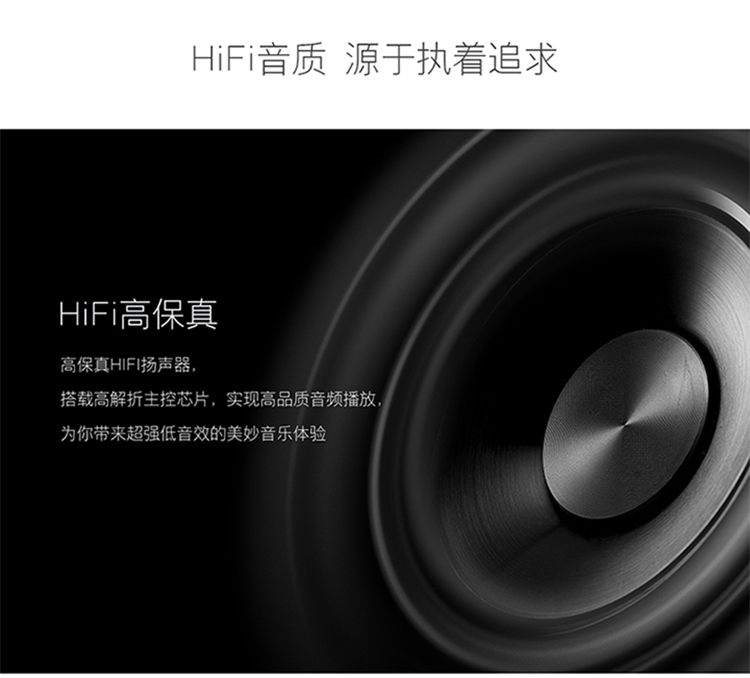 HiFi音质 源于执着追求
HiFi高保真
高保真HIFI扬声器，
搭载高解折主控芯片，实现高品质音频播放，
为你带来超强低音效的美妙音乐体验